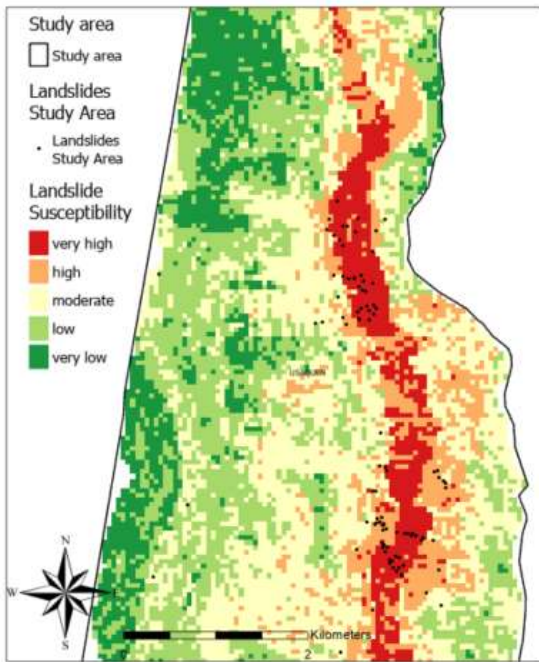 Study area
Study area
Landslides
Study Area
Landslides
Study Area
Landslide
Susceptibility
very high
high
moderate
low
very low
N
W
S
Kilometers
2